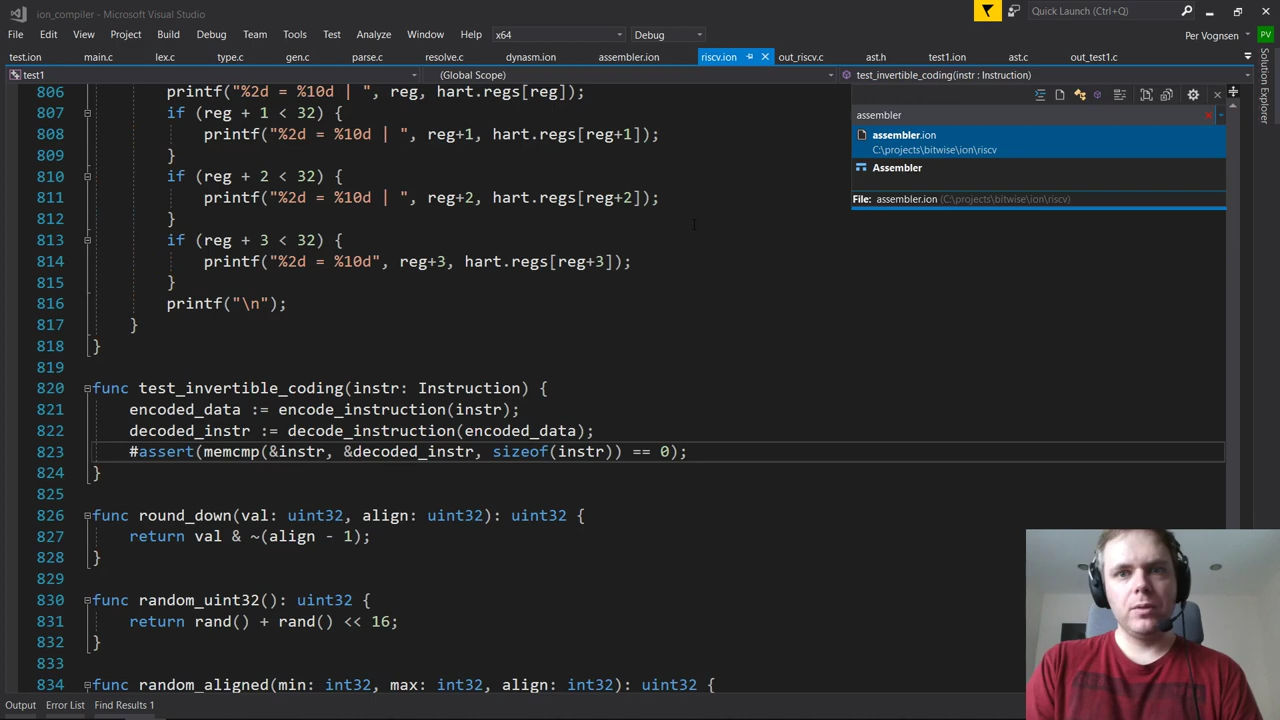 ion_compiler - Microsoft Visual Studio
Quick Launch (Ctrl+Q)
File Edit View Project Build Debug Team Tools Test Analyze Window Help x64 Debug
Per Vognsen PV
test.ion main.c lex.c type.c gen.c parse.c resolve.c dynasm.ion assembler.ion riscv.ion out_riscv.c ast.h test1.ion ast.c out_test1.c
test1 (Global Scope) test_invertible_coding(instr : Instruction)
Solution Explorer
assembler
assembler.ion
C:\projects\bitwise\ion\riscv
Assembler
File: assembler.ion (C:\projects\bitwise\ion\riscv)
806 printf("%2d = %10d | ", reg, hart.regs[reg]);
807 if (reg + 1 < 32) {
808 printf("%2d = %10d | ", reg+1, hart.regs[reg+1]);
809 }
810 if (reg + 2 < 32) {
811 printf("%2d = %10d | ", reg+2, hart.regs[reg+2]);
812 }
813 if (reg + 3 < 32) {
814 printf("%2d = %10d", reg+3, hart.regs[reg+3]);
815 }
816 printf("\n");
817 }
818 }
819
820 func test_invertible_coding(instr: Instruction) {
821 encoded_data := encode_instruction(instr);
822 decoded_instr := decode_instruction(encoded_data);
823 #assert(memcmp(&instr, &decoded_instr, sizeof(instr)) == 0);
824 }
825
826 func round_down(val: uint32, align: uint32): uint32 {
827 return val & ~(align - 1);
828 }
829
830 func random_uint32(): uint32 {
831 return rand() + rand() << 16;
832 }
833
834 func random_aligned(min: int32, max: int32, align: int32): uint32 {
Output Error List Find Results 1